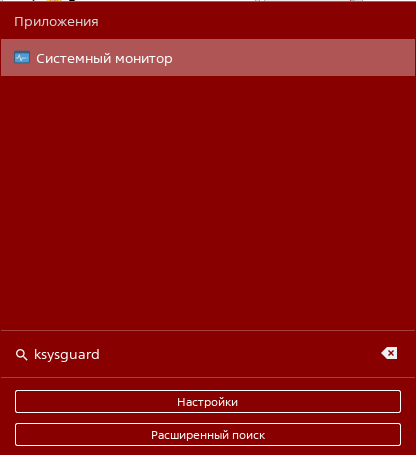 Приложения
Системный монитор
ksysguard
Настройки
Расширенный поиск